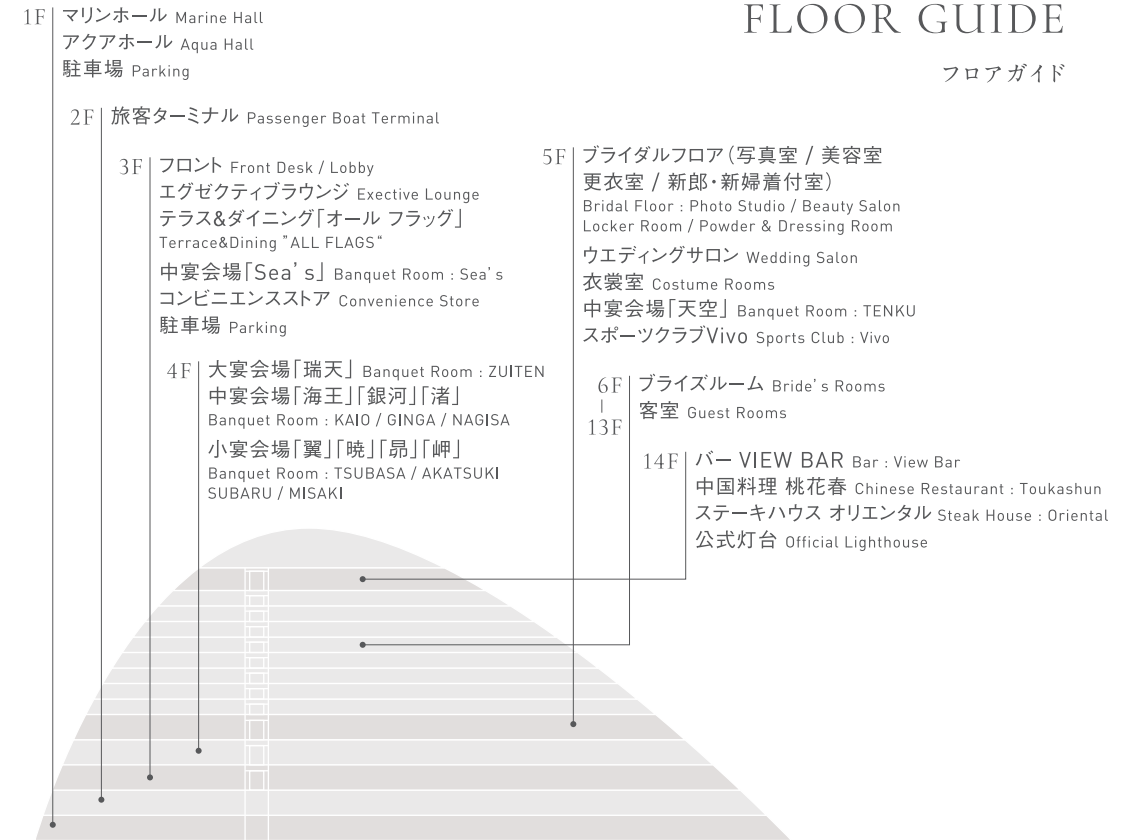 FLOOR GUIDE
フロアガイド
1F
マリンホール Marine Hall
アクアホール Aqua Hall
駐車場 Parking
2F
旅客ターミナル Passenger Boat Terminal
3F
フロント Front Desk / Lobby
エグゼクティブラウンジ Exective Lounge
テラス&ダイニング「オール フラッグ」
Terrace&Dining ”ALL FLAGS“
中宴会場「Sea’s」 Banquet Room : Sea’s
コンビニエンスストア Convenience Store
駐車場 Parking
4F
大宴会場「瑞天」 Banquet Room : ZUITEN
中宴会場「海王」「銀河」「渚」
Banquet Room : KAIO / GINGA / NAGISA
小宴会場「翼」「暁」「昴」「岬」
Banquet Room : TSUBASA / AKATSUKI
SUBARU / MISAKI
5F
ブライダルフロア（写真室 / 美容室
更衣室 / 新郎・新婦着付室）
Bridal Floor : Photo Studio / Beauty Salon
Locker Room / Powder & Dressing Room
ウエディングサロン Wedding Salon
衣裳室 Costume Rooms
中宴会場「天空」 Banquet Room : TENKU
スポーツクラブVivo Sports Club : Vivo
6F
|
13F
ブライズルーム Bride’s Rooms
客室 Guest Rooms
14F
バー VIEW BAR Bar : View Bar
中国料理 桃花春 Chinese Restaurant : Toukashun
ステーキハウス オリエンタル Steak House : Oriental
公式灯台 Official Lighthouse